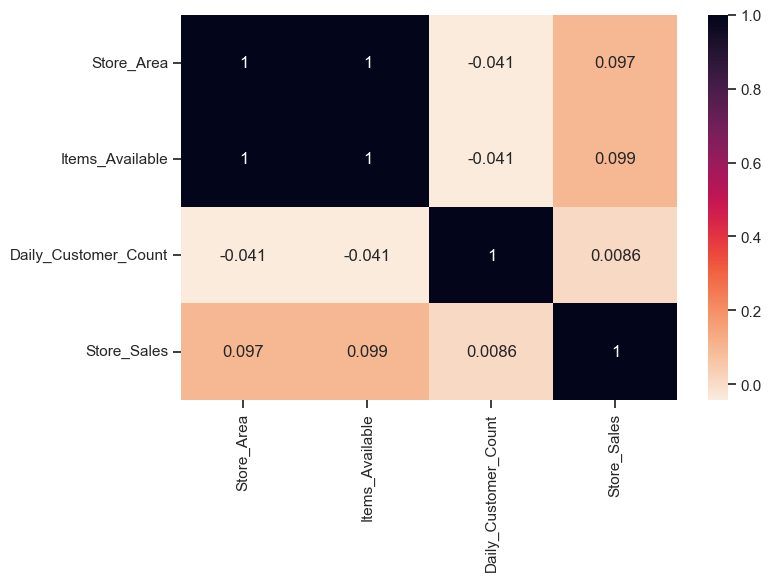 Store_Area 1 1 -0.041 0.097
Items_Available 1 1 -0.041 0.099
Daily_Customer_Count -0.041 -0.041 1 0.0086
Store_Sales 0.097 0.099 0.0086 1
Store_Area
Items_Available
Daily_Customer_Count
Store_Sales
1.0
0.8
0.6
0.4
0.2
0.0